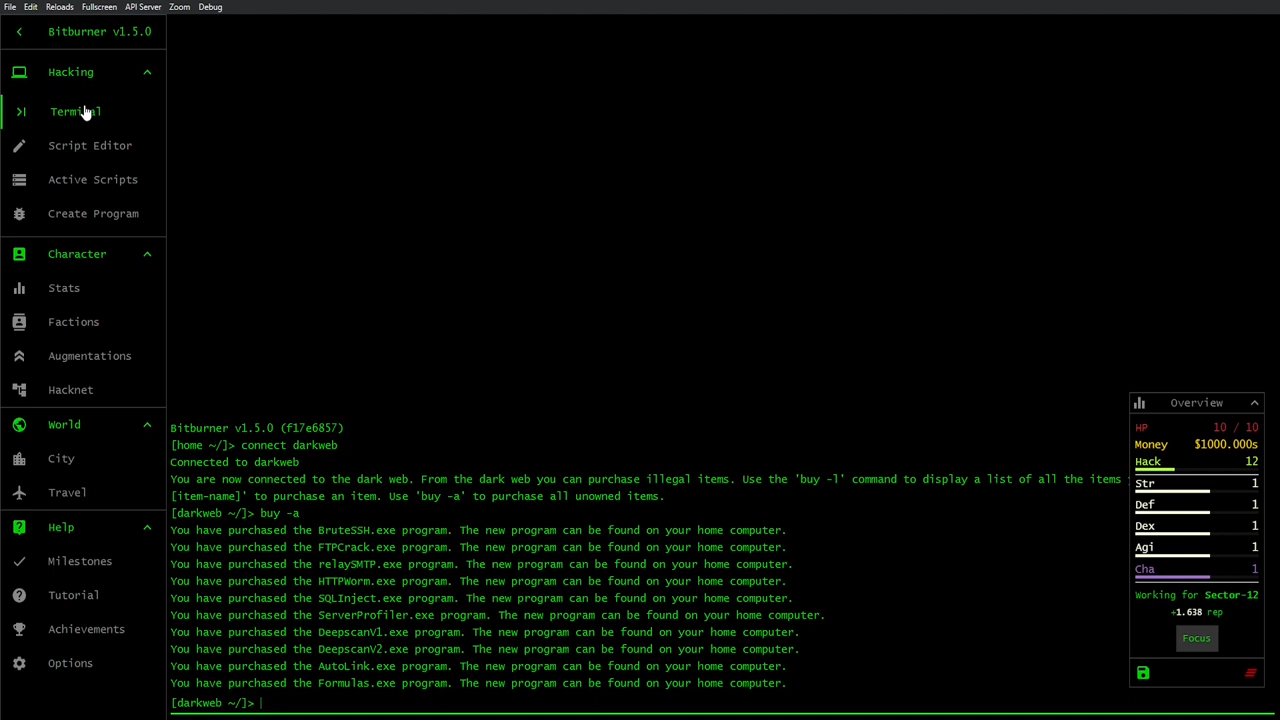 File Edit Reloads Fullscreen API Server Zoom Debug
Bitburner v1.5.0
Hacking
Terminal
Script Editor
Active Scripts
Create Program
Character
Stats
Factions
Augmentations
Hacknet
World
City
Travel
Help
Milestones
Tutorial
Achievements
Options
Bitburner v1.5.0 (f17e6857)
[home ~/]> connect darkweb
Connected to darkweb
You are now connected to the dark web. From the dark web you can purchase illegal items. Use the 'buy -l' command to display a list of all the items
[item-name]' to purchase an item. Use 'buy -a' to purchase all unowned items.
[darkweb ~/]> buy -a
You have purchased the BruteSSH.exe program. The new program can be found on your home computer.
You have purchased the FTPCrack.exe program. The new program can be found on your home computer.
You have purchased the relaySMTP.exe program. The new program can be found on your home computer.
You have purchased the HTTPWorm.exe program. The new program can be found on your home computer.
You have purchased the SQLInject.exe program. The new program can be found on your home computer.
You have purchased the ServerProfiler.exe program. The new program can be found on your home computer.
You have purchased the DeepscanV1.exe program. The new program can be found on your home computer.
You have purchased the DeepscanV2.exe program. The new program can be found on your home computer.
You have purchased the AutoLink.exe program. The new program can be found on your home computer.
You have purchased the Formulas.exe program. The new program can be found on your home computer.
[darkweb ~/]>
Overview
HP 10 / 10
Money $1000.000s
Hack 12
Str 1
Def 1
Dex 1
Agi 1
Cha 1
Working for Sector-12
+1.638 rep
Focus